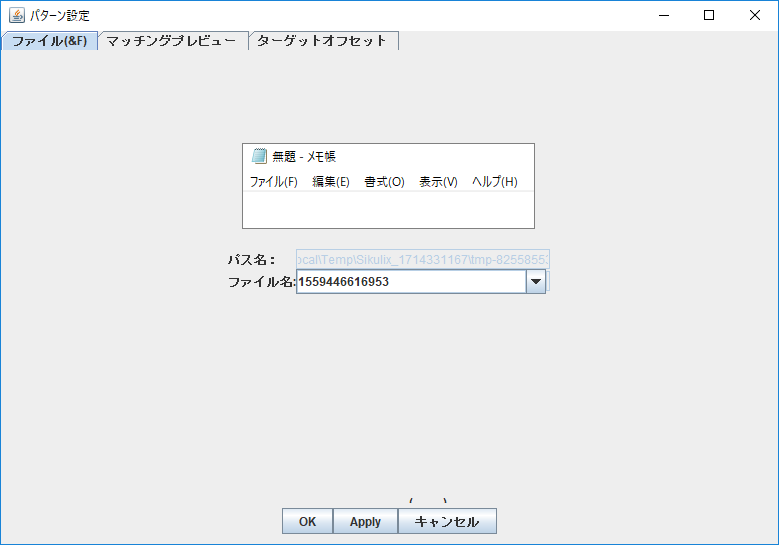 パターン設定
ファイル(&F) マッチングプレビュー ターゲットオフセット
無題 - メモ帳
ファイル(F) 編集(E) 書式(O) 表示(V) ヘルプ(H)
パス名： ocal\Temp\Sikulix_1714331167\tmp-82558553
ファイル名: 1559446616953
OK Apply キャンセル